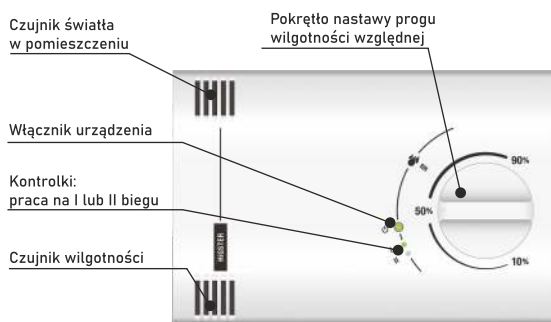 Czujnik światła
w pomieszczeniu
Pokrętło nastawy progu
wilgotności względnej
Włącznik urządzenia
Kontrolki:
praca na I lub II biegu
Czujnik wilgotności
HIGSTER
90%
50%
10%